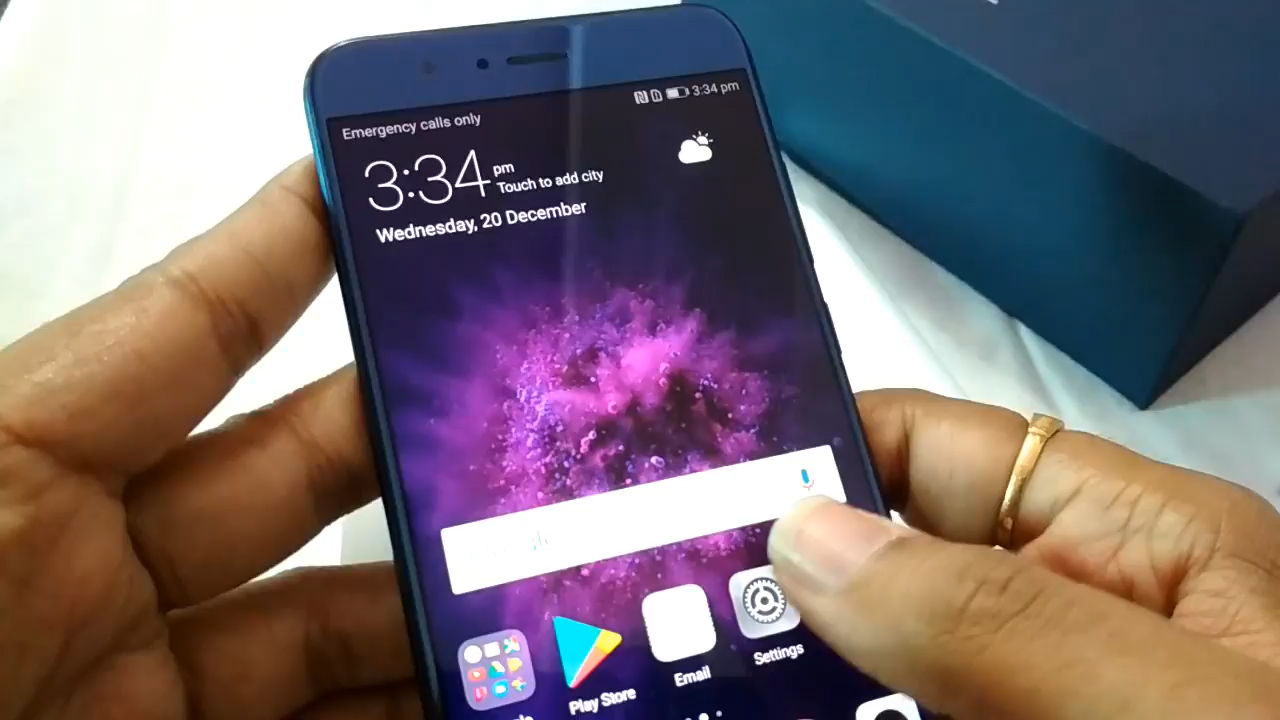 Emergency calls only
3:34 pm
3:34 pm
Touch to add city
Wednesday, 20 December
Play Store
Email
Settings